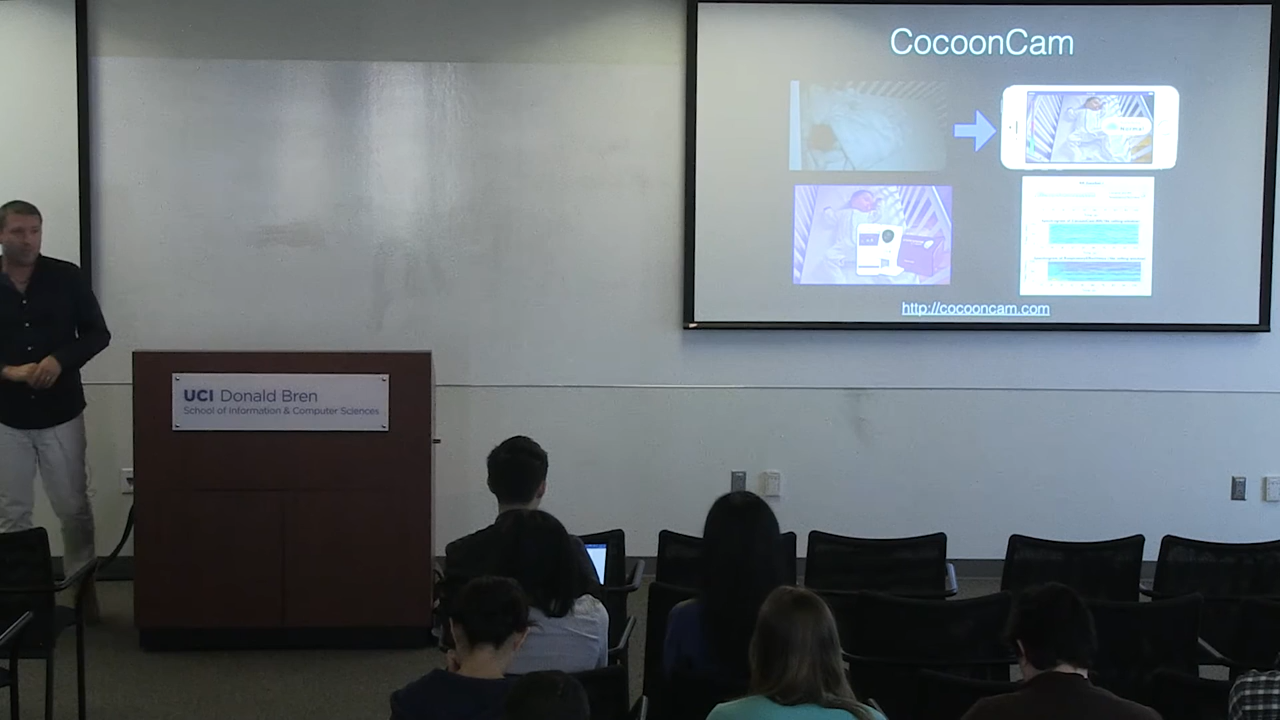 CocoonCam
http://cocooncam.com
UCI Donald Bren
School of Information & Computer Sciences